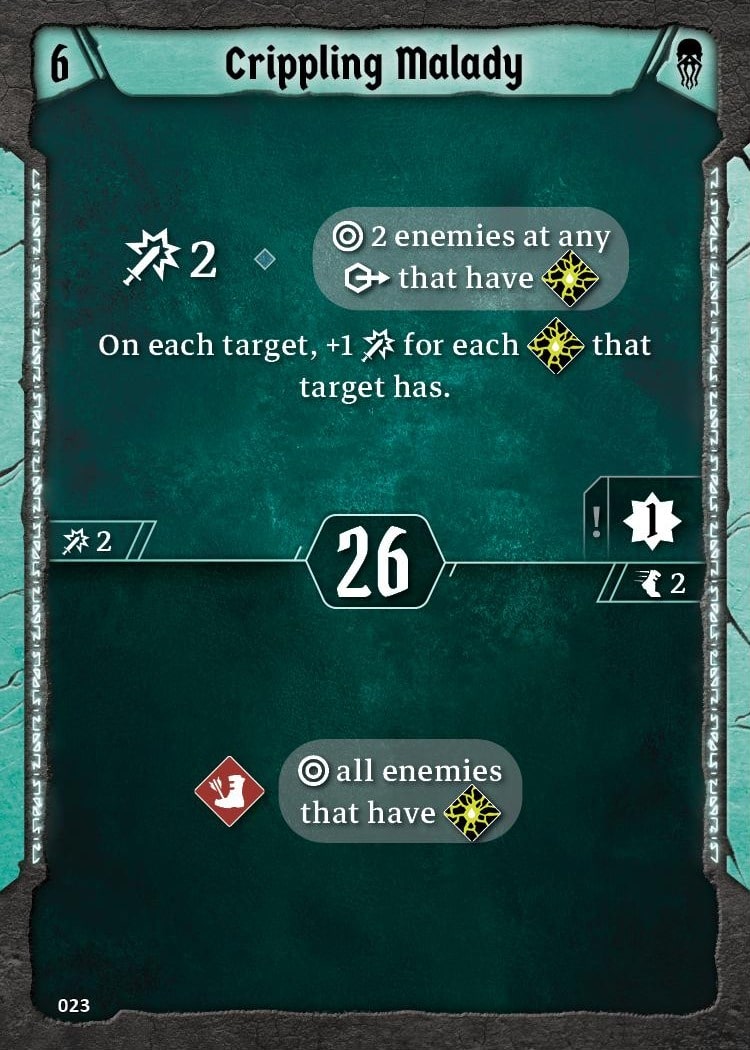 6 Crippling Malady
2 2 enemies at any
that have
On each target, +1 for each that
target has.
1
2 26
2
all enemies
that have
023